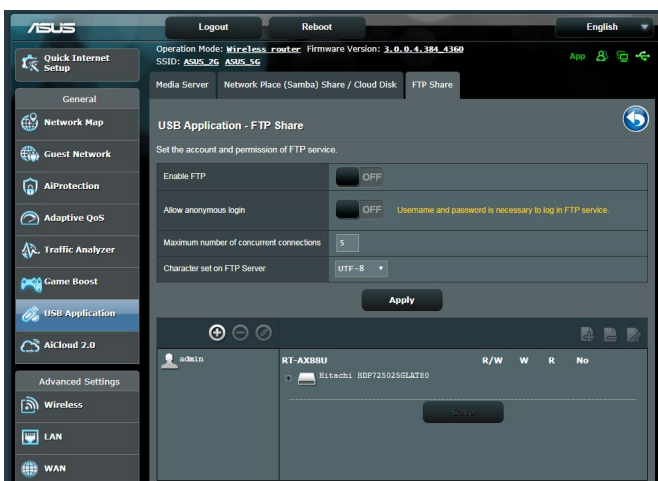 ASUS
Logout
Reboot
English
Quick Internet
Setup
Operation Mode: Wireless router Firmware Version: 3.0.0.4.384_4360
SSID: ASUS_2G ASUS_5G
App
Media Server
Network Place (Samba) Share / Cloud Disk
FTP Share
General
Network Map
Guest Network
AiProtection
Adaptive QoS
Traffic Analyzer
Game Boost
USB Application
AiCloud 2.0
Advanced Settings
Wireless
LAN
WAN
USB Application - FTP Share
Set the account and permission of FTP service.
Enable FTP
OFF
Allow anonymous login
OFF
Username and password is necessary to log in FTP service.
Maximum number of concurrent connections
5
Character set on FTP Server
UTF-8
Apply
admin
RT-AX88U
R/W
W
R
No
Hitachi HDP725025GLAT80
Save